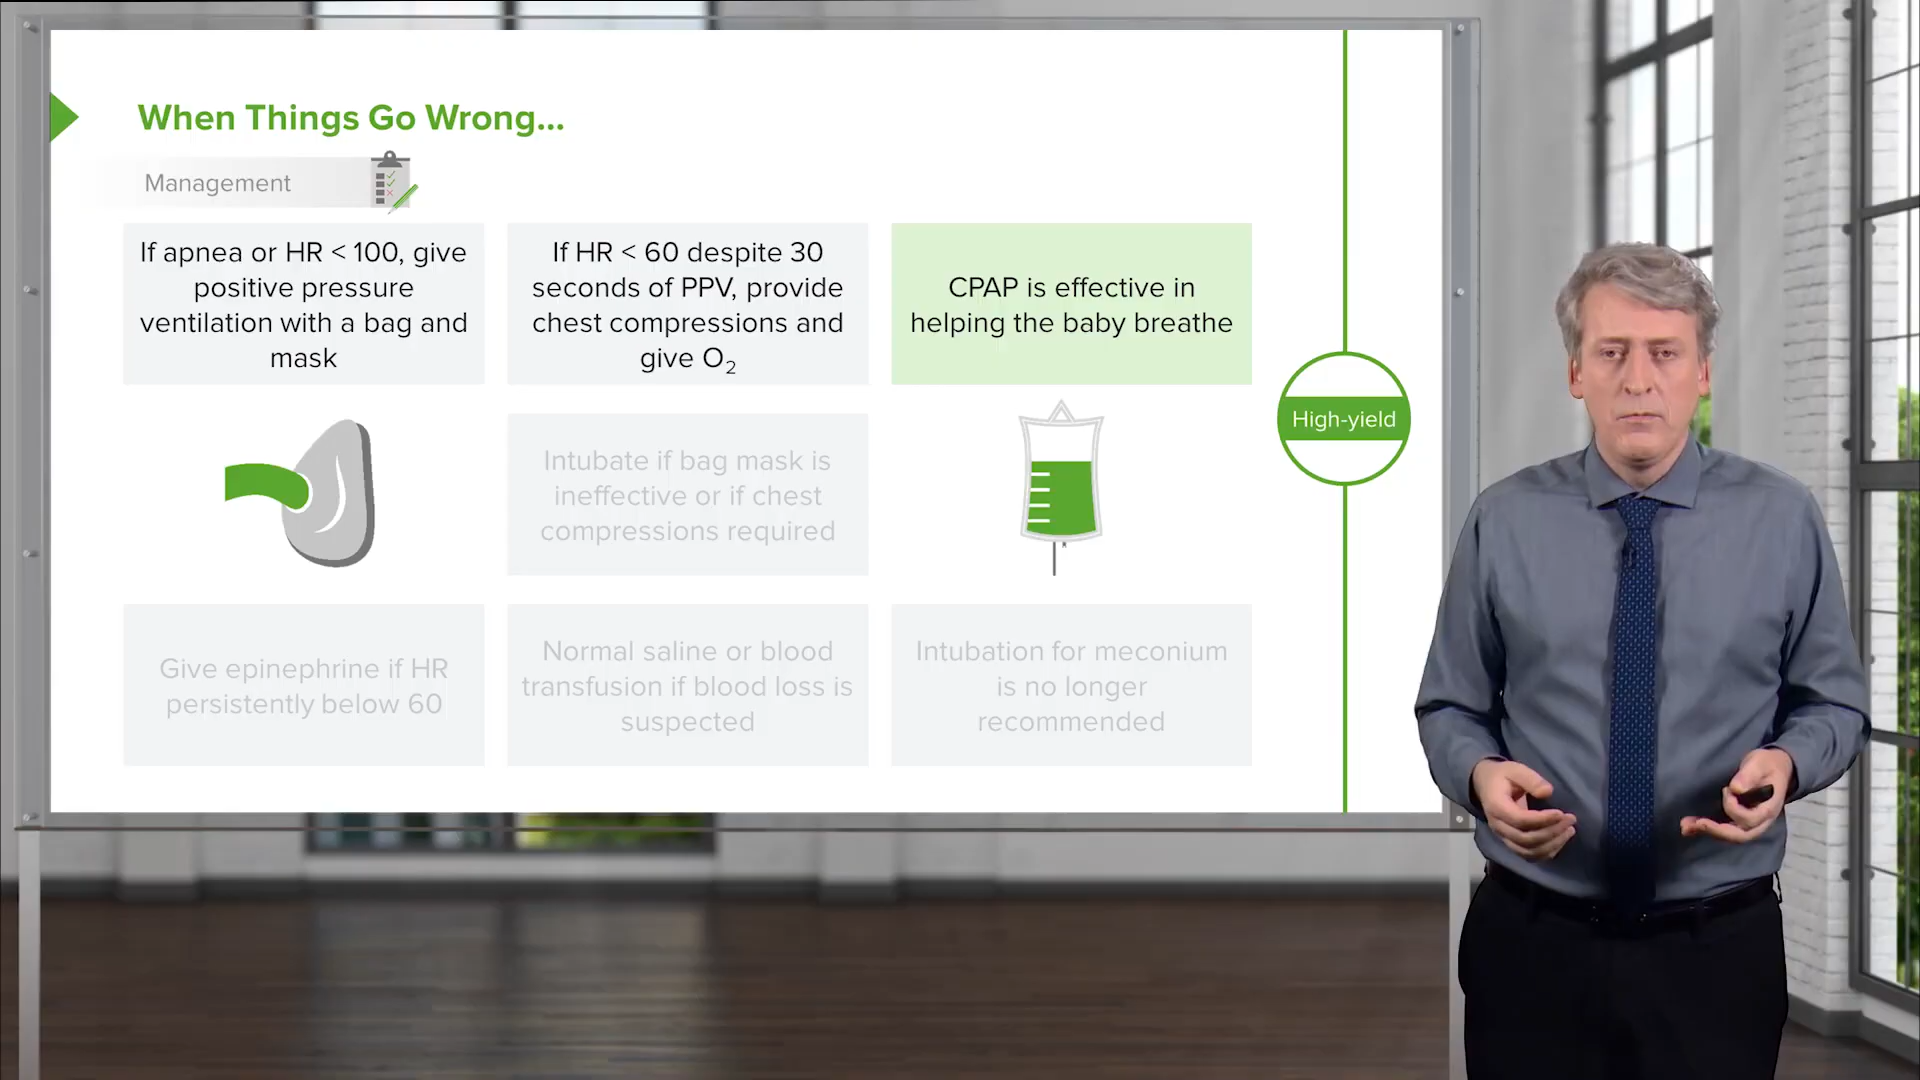 When Things Go Wrong...
Management
If apnea or HR < 100, give
positive pressure
ventilation with a bag and
mask
If HR < 60 despite 30
seconds of PPV, provide
chest compressions and
give O₂
CPAP is effective in
helping the baby breathe
High-yield
Intubate if bag mask is
ineffective or if chest
compressions required
Give epinephrine if HR
persistently below 60
Normal saline or blood
transfusion if blood loss is
suspected
Intubation for meconium
is no longer
recommended